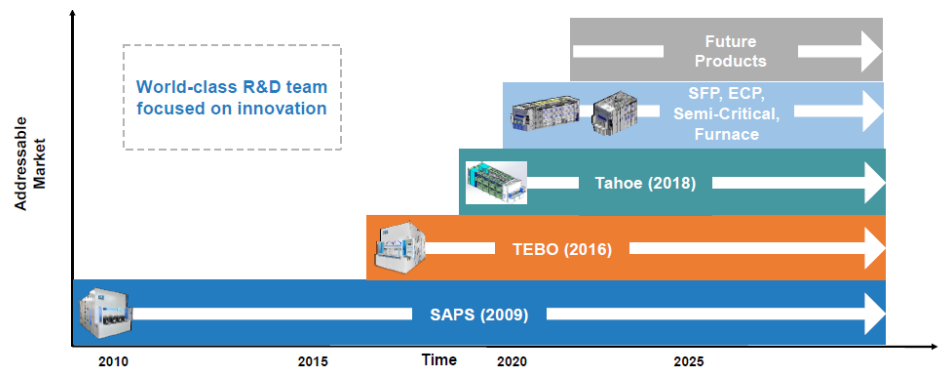 World-class R&D team
focused on innovation
Future
Products
SFP, ECP,
Semi-Critical,
Furnace
Tahoe (2018)
TEBO (2016)
SAPS (2009)
Addressable
Market
2010
2015
Time
2020
2025